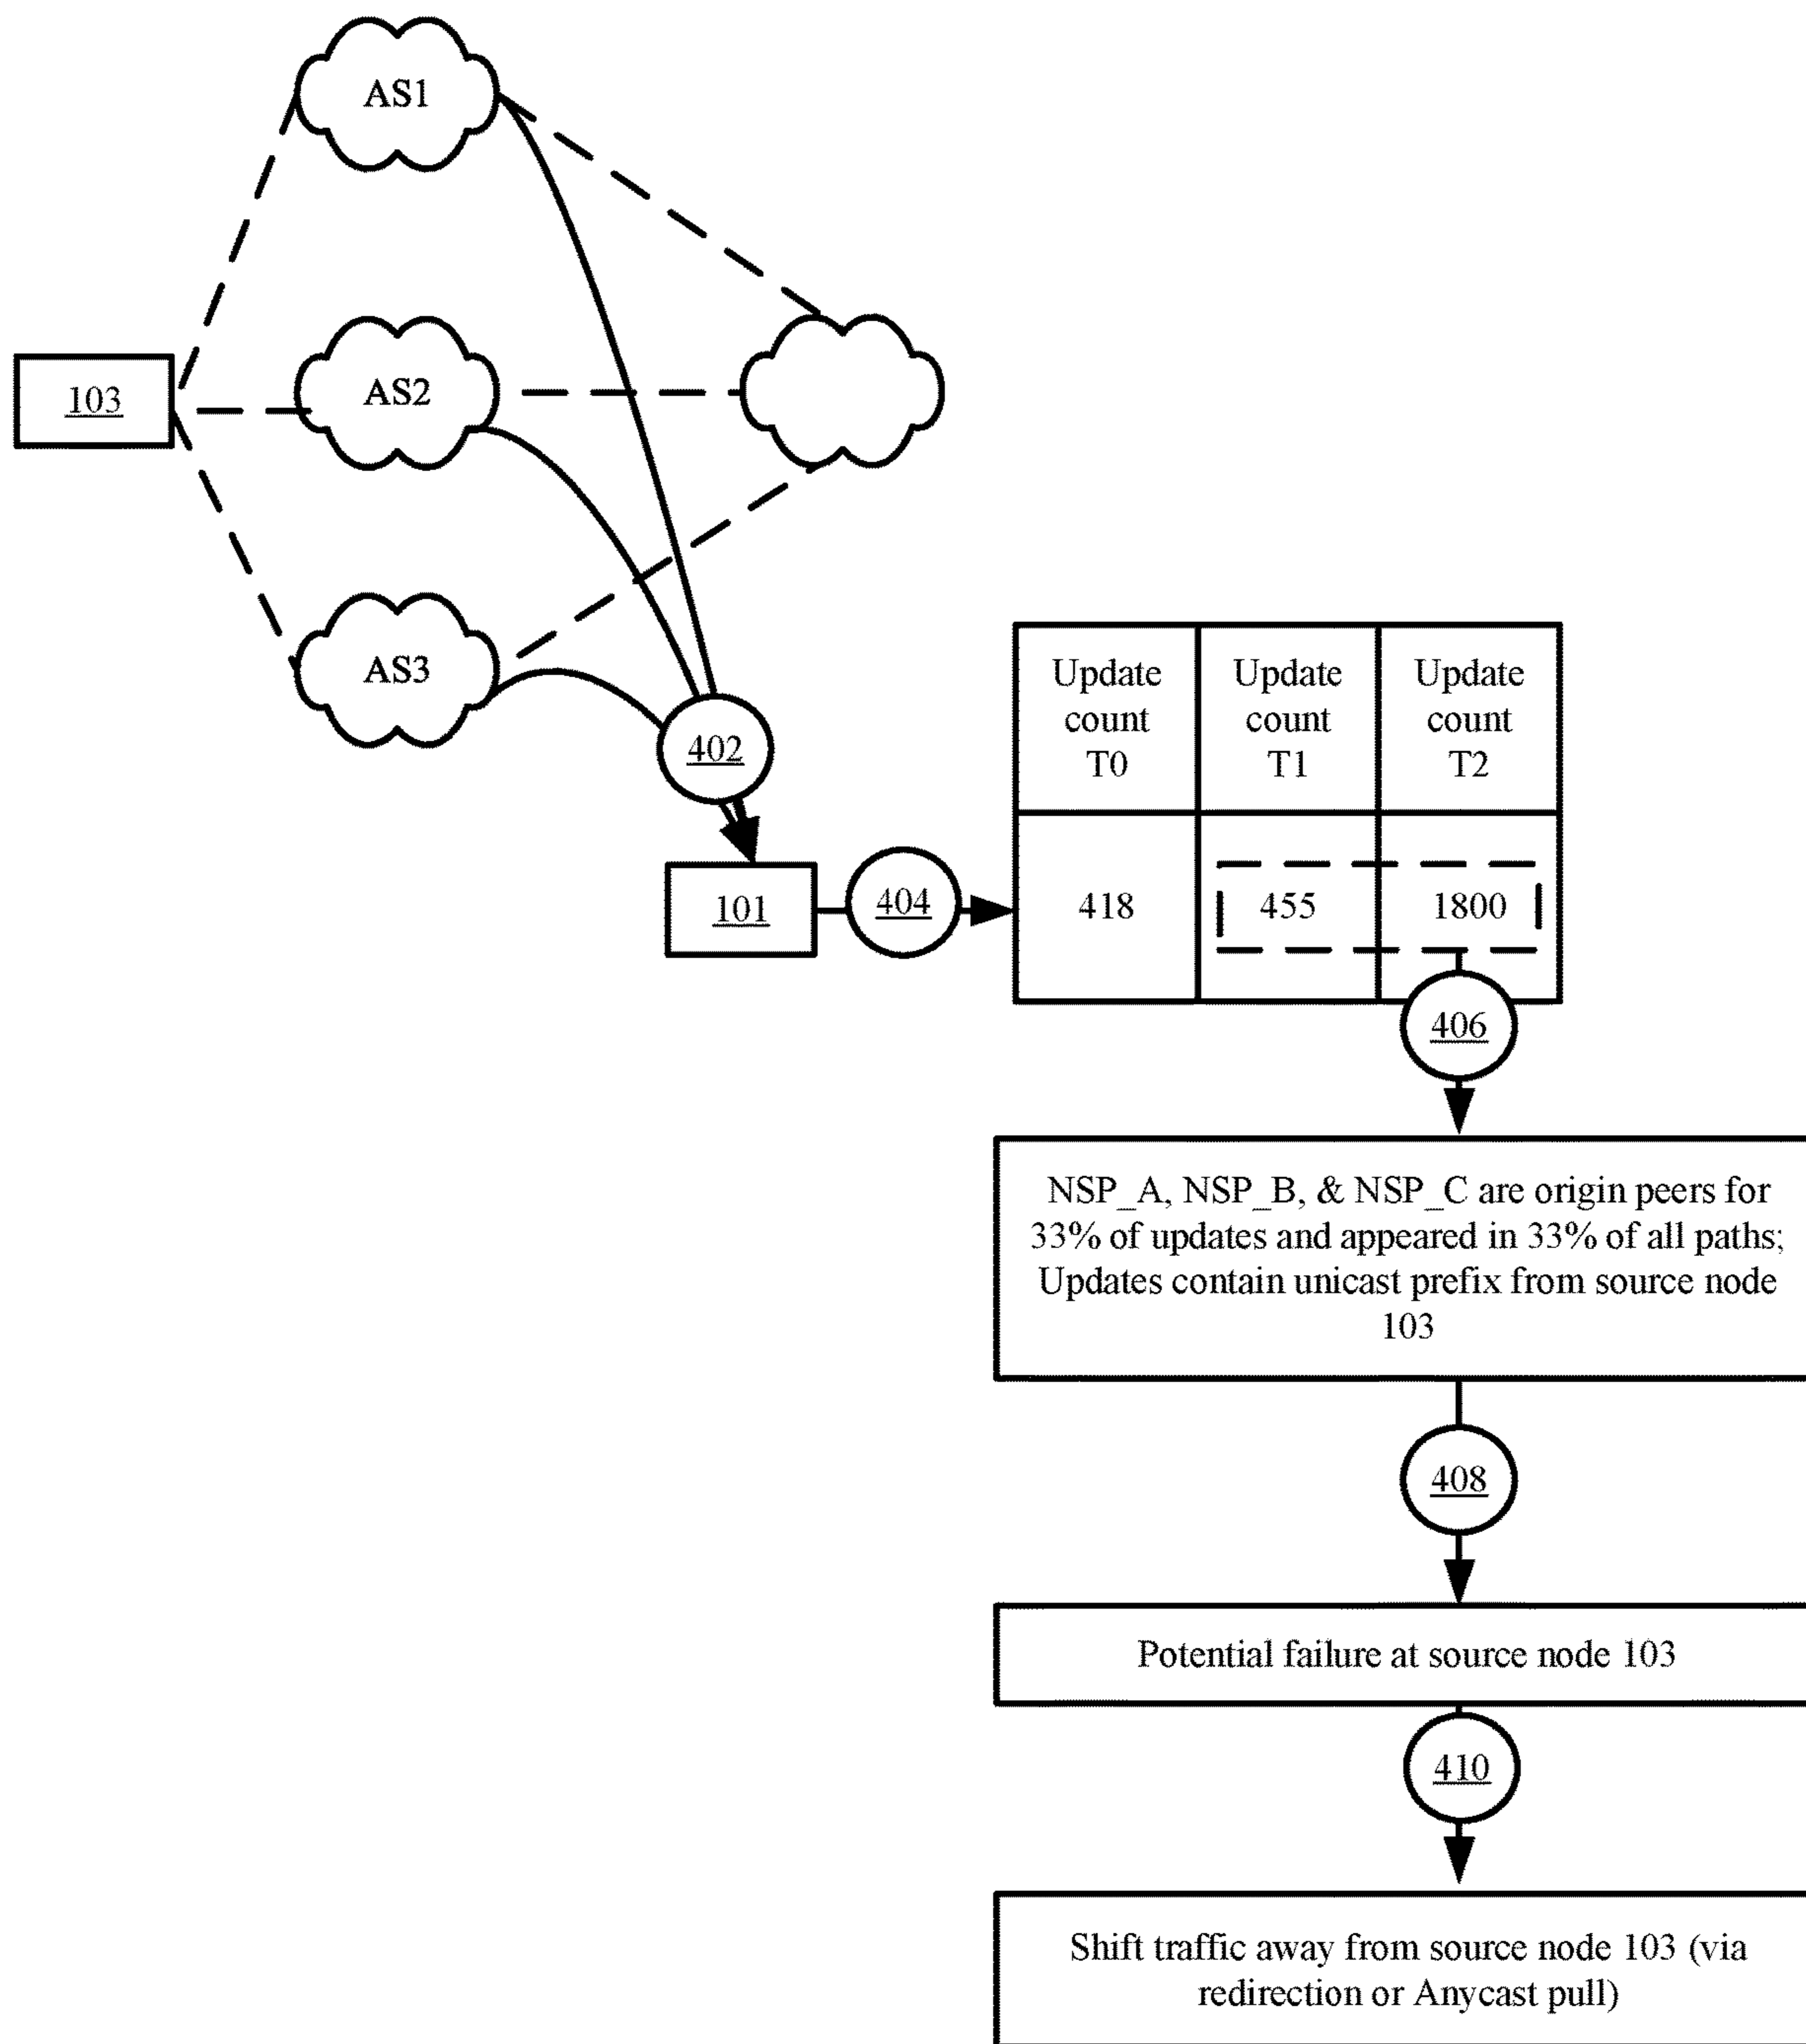 AS1
AS2
103
AS3
402
Update
count
T0
Update
count
T1
Update
count
T2
101
404
418
455
1800
406
NSP_A, NSP_B, & NSP_C are origin peers for
33% of updates and appeared in 33% of all paths;
Updates contain unicast prefix from source node
103
408
Potential failure at source node 103
410
Shift traffic away from source node 103 (via
redirection or Anycast pull)